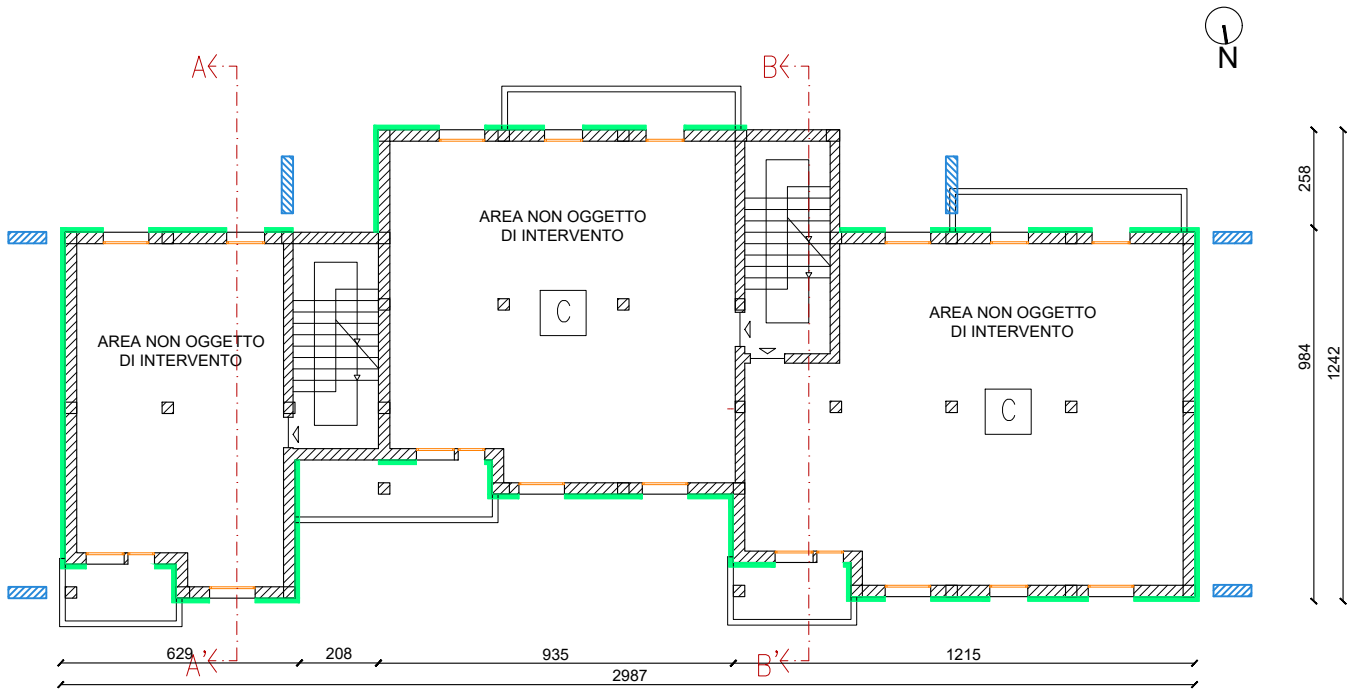 N
A
B
AREA NON OGGETTO
DI INTERVENTO
258
AREA NON OGGETTO
DI INTERVENTO
AREA NON OGGETTO
DI INTERVENTO
C
C
984
1242
629
A'
208
935
B'
1215
2987